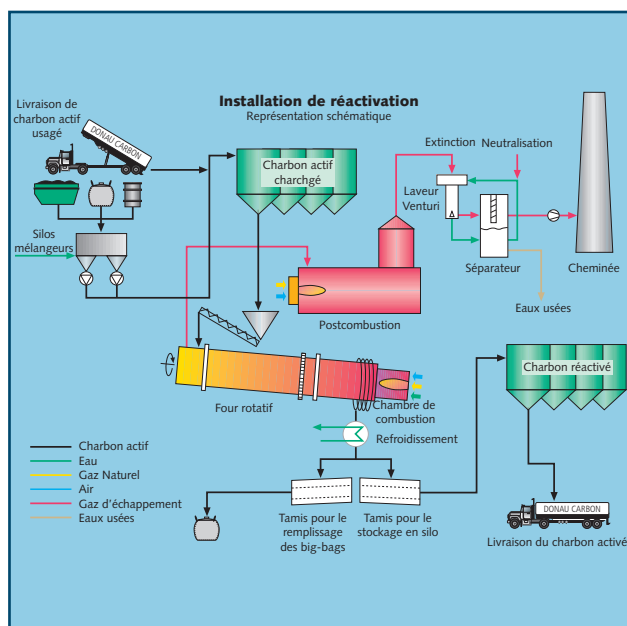 Installation de réactivation
Représentation schématique
Livraison de
charbon actif
usagé
DONAU CARBON
Charbon actif
charchgé
Extinction
Neutralisation
Laveur
Venturi
Silos
mélangeurs
Séparateur
Cheminée
Eaux usées
Postcombustion
Four rotatif
Chambre de
combustion
Refroidissement
Charbon réactivé
Charbon actif
Eau
Gaz Naturel
Air
Gaz d'échappement
Eaux usées
Tamis pour le
remplissage
des big-bags
Tamis pour le
stockage en silo
DONAU CARBON
Livraison du charbon activé